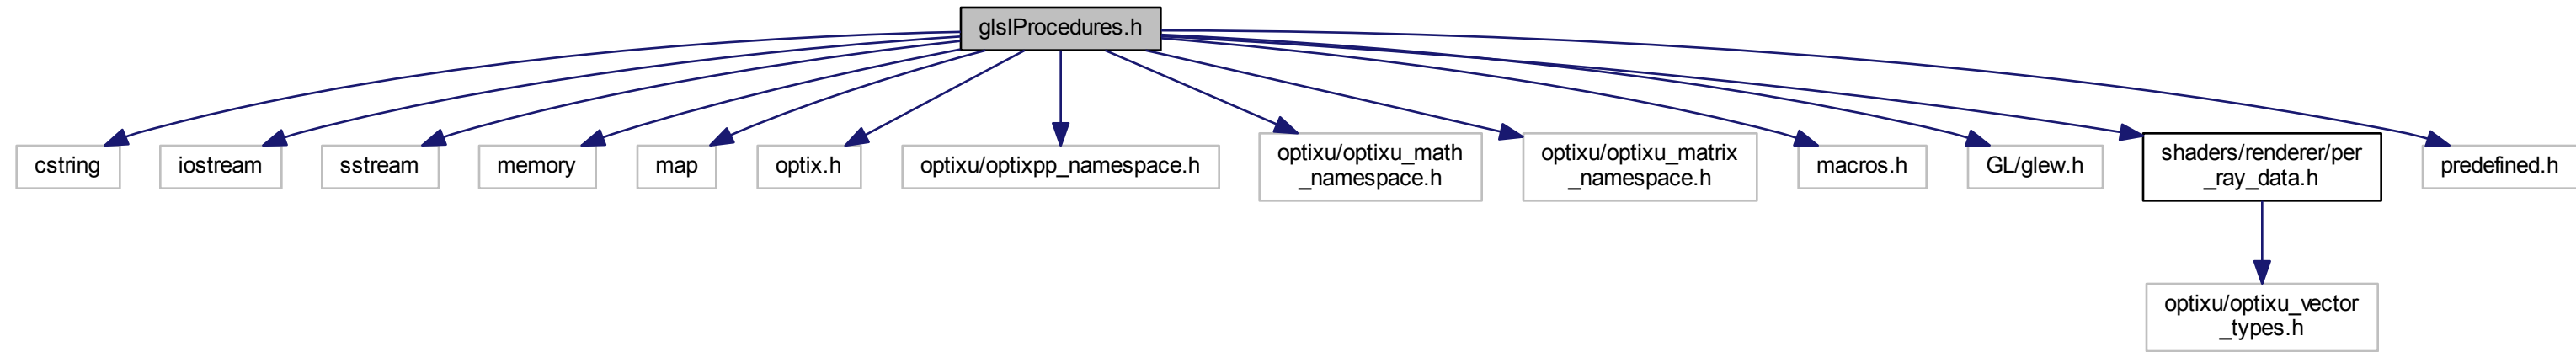 glslProcedures.h
cstring
iostream
sstream
memory
map
optix.h
optixu/optixpp_namespace.h
optixu/optixu_math
_namespace.h
optixu/optixu_matrix
_namespace.h
macros.h
GL/glew.h
shaders/renderer/per
_ray_data.h
predefined.h
optixu/optixu_vector
_types.h